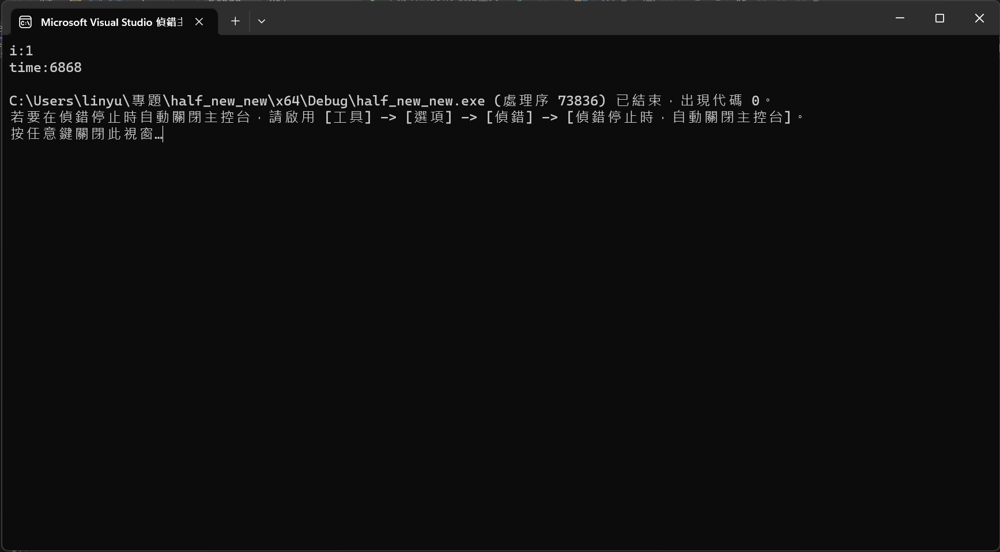 Microsoft Visual Studio 偵錯主
i:1
time:6868
C:\Users\linyu\專題\half_new_new\x64\Debug\half_new_new.exe (處理序 73836) 已結束，出現代碼 0。
若要在偵錯停止時自動關閉主控台，請啟用 [工具] -> [選項] -> [偵錯] -> [偵錯停止時，自動關閉主控台]。
按任意鍵關閉此視窗…